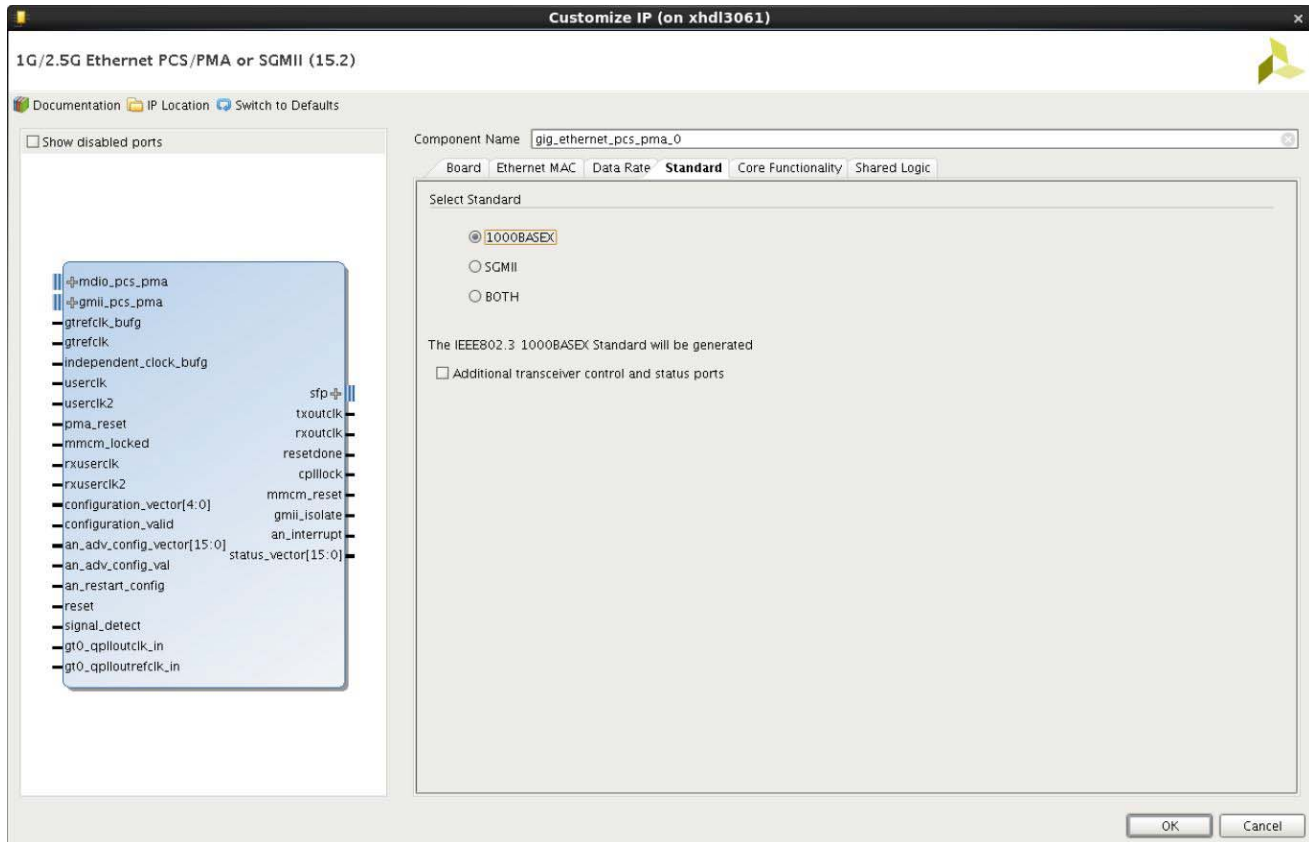 Customize IP (on xhdl3061)
1G/2.5G Ethernet PCS/PMA or SGMII (15.2)
Documentation IP Location Switch to Defaults
Show disabled ports
mdio_pcs_pma
gmii_pcs_pma
gtrefclk_bufg
gtrefclk
independent_clock_bufg
userclk
userclk2
pma_reset
mmcm_locked
rxuserclk
rxuserclk2
configuration_vector[4:0]
configuration_valid
an_adv_config_vector[15:0]
an_adv_config_val
an_restart_config
reset
signal_detect
gt0_qplloutclk_in
gt0_qplloutrefclk_in
sfp
txoutclk
rxoutclk
resetdone
cplllock
mmcm_reset
gmii_isolate
an_interrupt
status_vector[15:0]
Component Name gig_ethernet_pcs_pma_0
Board Ethernet MAC Data Rate Standard Core Functionality Shared Logic
Select Standard
1000BASEX
SGMII
BOTH
The IEEE802.3 1000BASEX Standard will be generated
Additional transceiver control and status ports
OK Cancel